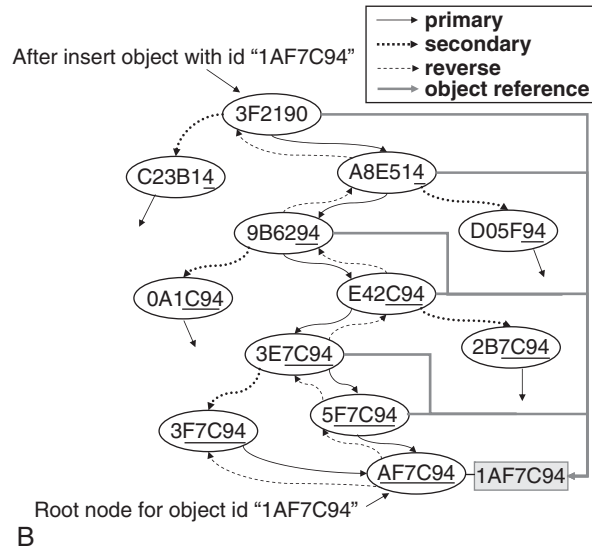 primary
secondary
reverse
object reference
After insert object with id “1AF7C94”
3F2190
C23B14
A8E514
9B6294
D05F94
0A1C94
E42C94
3E7C94
2B7C94
3F7C94
5F7C94
AF7C94
1AF7C94
Root node for object id “1AF7C94”
B